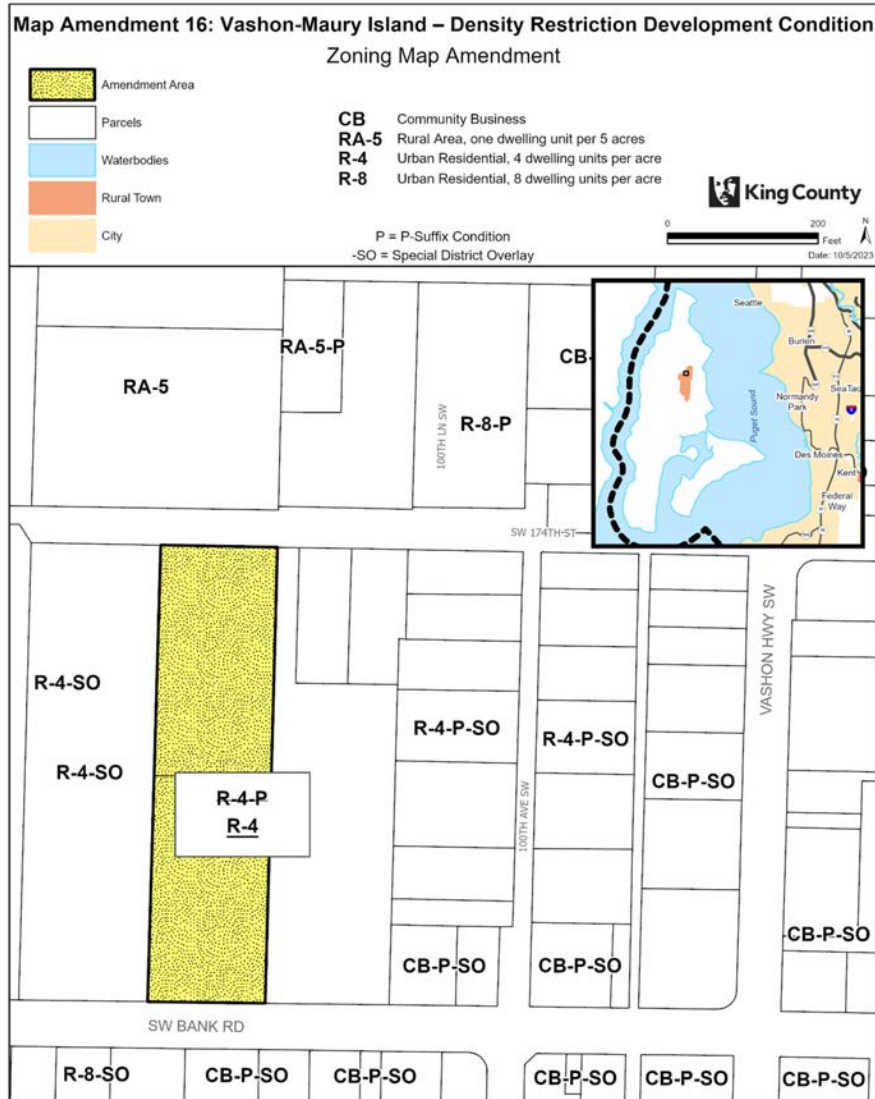 Map Amendment 16: Vashon-Maury Island – Density Restriction Development Condition
Zoning Map Amendment
Amendment Area
Parcels
Waterbodies
Rural Town
City
CB Community Business
RA-5 Rural Area, one dwelling unit per 5 acres
R-4 Urban Residential, 4 dwelling units per acre
R-8 Urban Residential, 8 dwelling units per acre
P = P-Suffix Condition
-SO = Special District Overlay
King County
0 200
Feet
N
Date: 10/5/2023
RA-5
RA-5-P
100TH LN SW
R-8-P
CB-
SW 174TH ST
Seattle
Burien
SeaTac
Normandy
Park
Puget Sound
Des Moines
Kent
Federal
Way
R-4-SO
R-4-SO
R-4-P
R-4
R-4-P-SO
100TH AVE SW
R-4-P-SO
CB-P-SO
VASHON HWY SW
CB-P-SO
CB-P-SO
CB-P-SO
SW BANK RD
R-8-SO
CB-P-SO
CB-P-SO
CB-P-SO
CB-P-SO
CB-P-SO